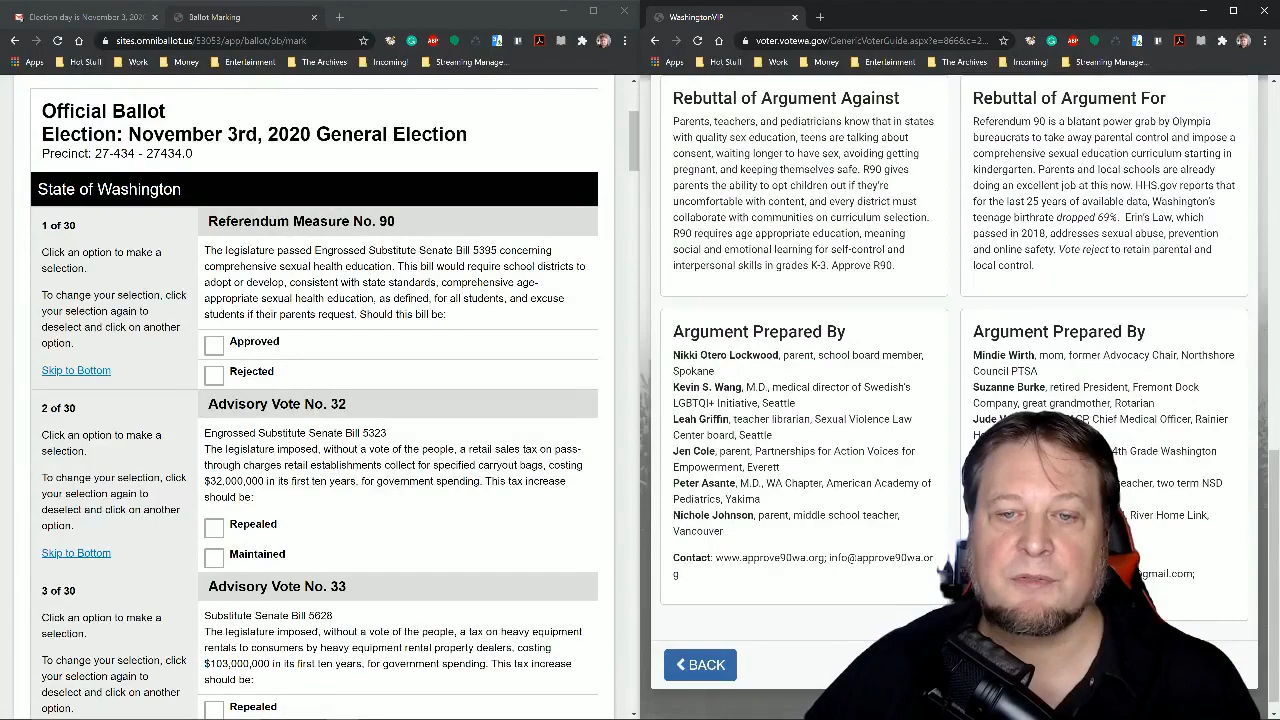 Election day is November 3, 202
Ballot Marking
sites.omniballot.us/53053/app/ballot/ob/mark
Apps
Hot Stuff
Work
Money
Entertainment
The Archives
Incoming!
Streaming Manage...
Official Ballot
Election: November 3rd, 2020 General Election
Precinct: 27-434 - 27434.0
State of Washington
1 of 30
Click an option to make a
selection.
To change your selection, click
your selection again to
deselect and click on another
option.
Skip to Bottom
Referendum Measure No. 90
The legislature passed Engrossed Substitute Senate Bill 5395 concerning
comprehensive sexual health education. This bill would require school districts to
adopt or develop, consistent with state standards, comprehensive age-
appropriate sexual health education, as defined, for all students, and excuse
students if their parents request. Should this bill be:
Approved
Rejected
2 of 30
Click an option to make a
selection.
To change your selection, click
your selection again to
deselect and click on another
option.
Skip to Bottom
Advisory Vote No. 32
Engrossed Substitute Senate Bill 5323
The legislature imposed, without a vote of the people, a retail sales tax on pass-
through charges retail establishments collect for specified carryout bags, costing
$32,000,000 in its first ten years, for government spending. This tax increase
should be:
Repealed
Maintained
3 of 30
Click an option to make a
selection.
To change your selection, click
your selection again to
deselect and click on another
option.
Advisory Vote No. 33
Substitute Senate Bill 5628
The legislature imposed, without a vote of the people, a tax on heavy equipment
rentals to consumers by heavy equipment rental property dealers, costing
$103,000,000 in its first ten years, for government spending. This tax increase
should be:
Repealed
WashingtonVIP
voter.votewa.gov/GenericVoterGuide.aspx?e=866&c=2...
Apps
Hot Stuff
Work
Money
Entertainment
The Archives
Incoming!
Streaming Manage...
Rebuttal of Argument Against
Parents, teachers, and pediatricians know that in states
with quality sex education, teens are talking about
consent, waiting longer to have sex, avoiding getting
pregnant, and keeping themselves safe. R90 gives
parents the ability to opt children out if they're
uncomfortable with content, and every district must
collaborate with communities on curriculum selection.
R90 requires age appropriate education, meaning
social and emotional learning for self-control and
interpersonal skills in grades K-3. Approve R90.
Rebuttal of Argument For
Referendum 90 is a blatant power grab by Olympia
bureaucrats to take away parental control and impose a
comprehensive sexual education curriculum starting in
kindergarten. Parents and local schools are already
doing an excellent job at this now. HHS.gov reports that
for the last 25 years of available data, Washington's
teenage birthrate dropped 69%. Erin's Law, which
passed in 2018, addresses sexual abuse, prevention
and online safety. Vote reject to retain parental and
local control.
Argument Prepared By
Nikki Otero Lockwood, parent, school board member,
Spokane
Kevin S. Wang, M.D., medical director of Swedish's
LGBTQI+ Initiative, Seattle
Leah Griffin, teacher librarian, Sexual Violence Law
Center board, Seattle
Jen Cole, parent, Partnerships for Action Voices for
Empowerment, Everett
Peter Asante, M.D., WA Chapter, American Academy of
Pediatrics, Yakima
Nichole Johnson, parent, middle school teacher,
Vancouver
Contact: www.approve90wa.org; info@approve90wa.or
g
Argument Prepared By
Mindie Wirth, mom, former Advocacy Chair, Northshore
Council PTSA
Suzanne Burke, retired President, Fremont Dock
Company, great grandmother, Rotarian
Jude Chief Medical Officer, Rainier
4th Grade Washington
two term NSD
River Home Link,
@gmail.com;
BACK